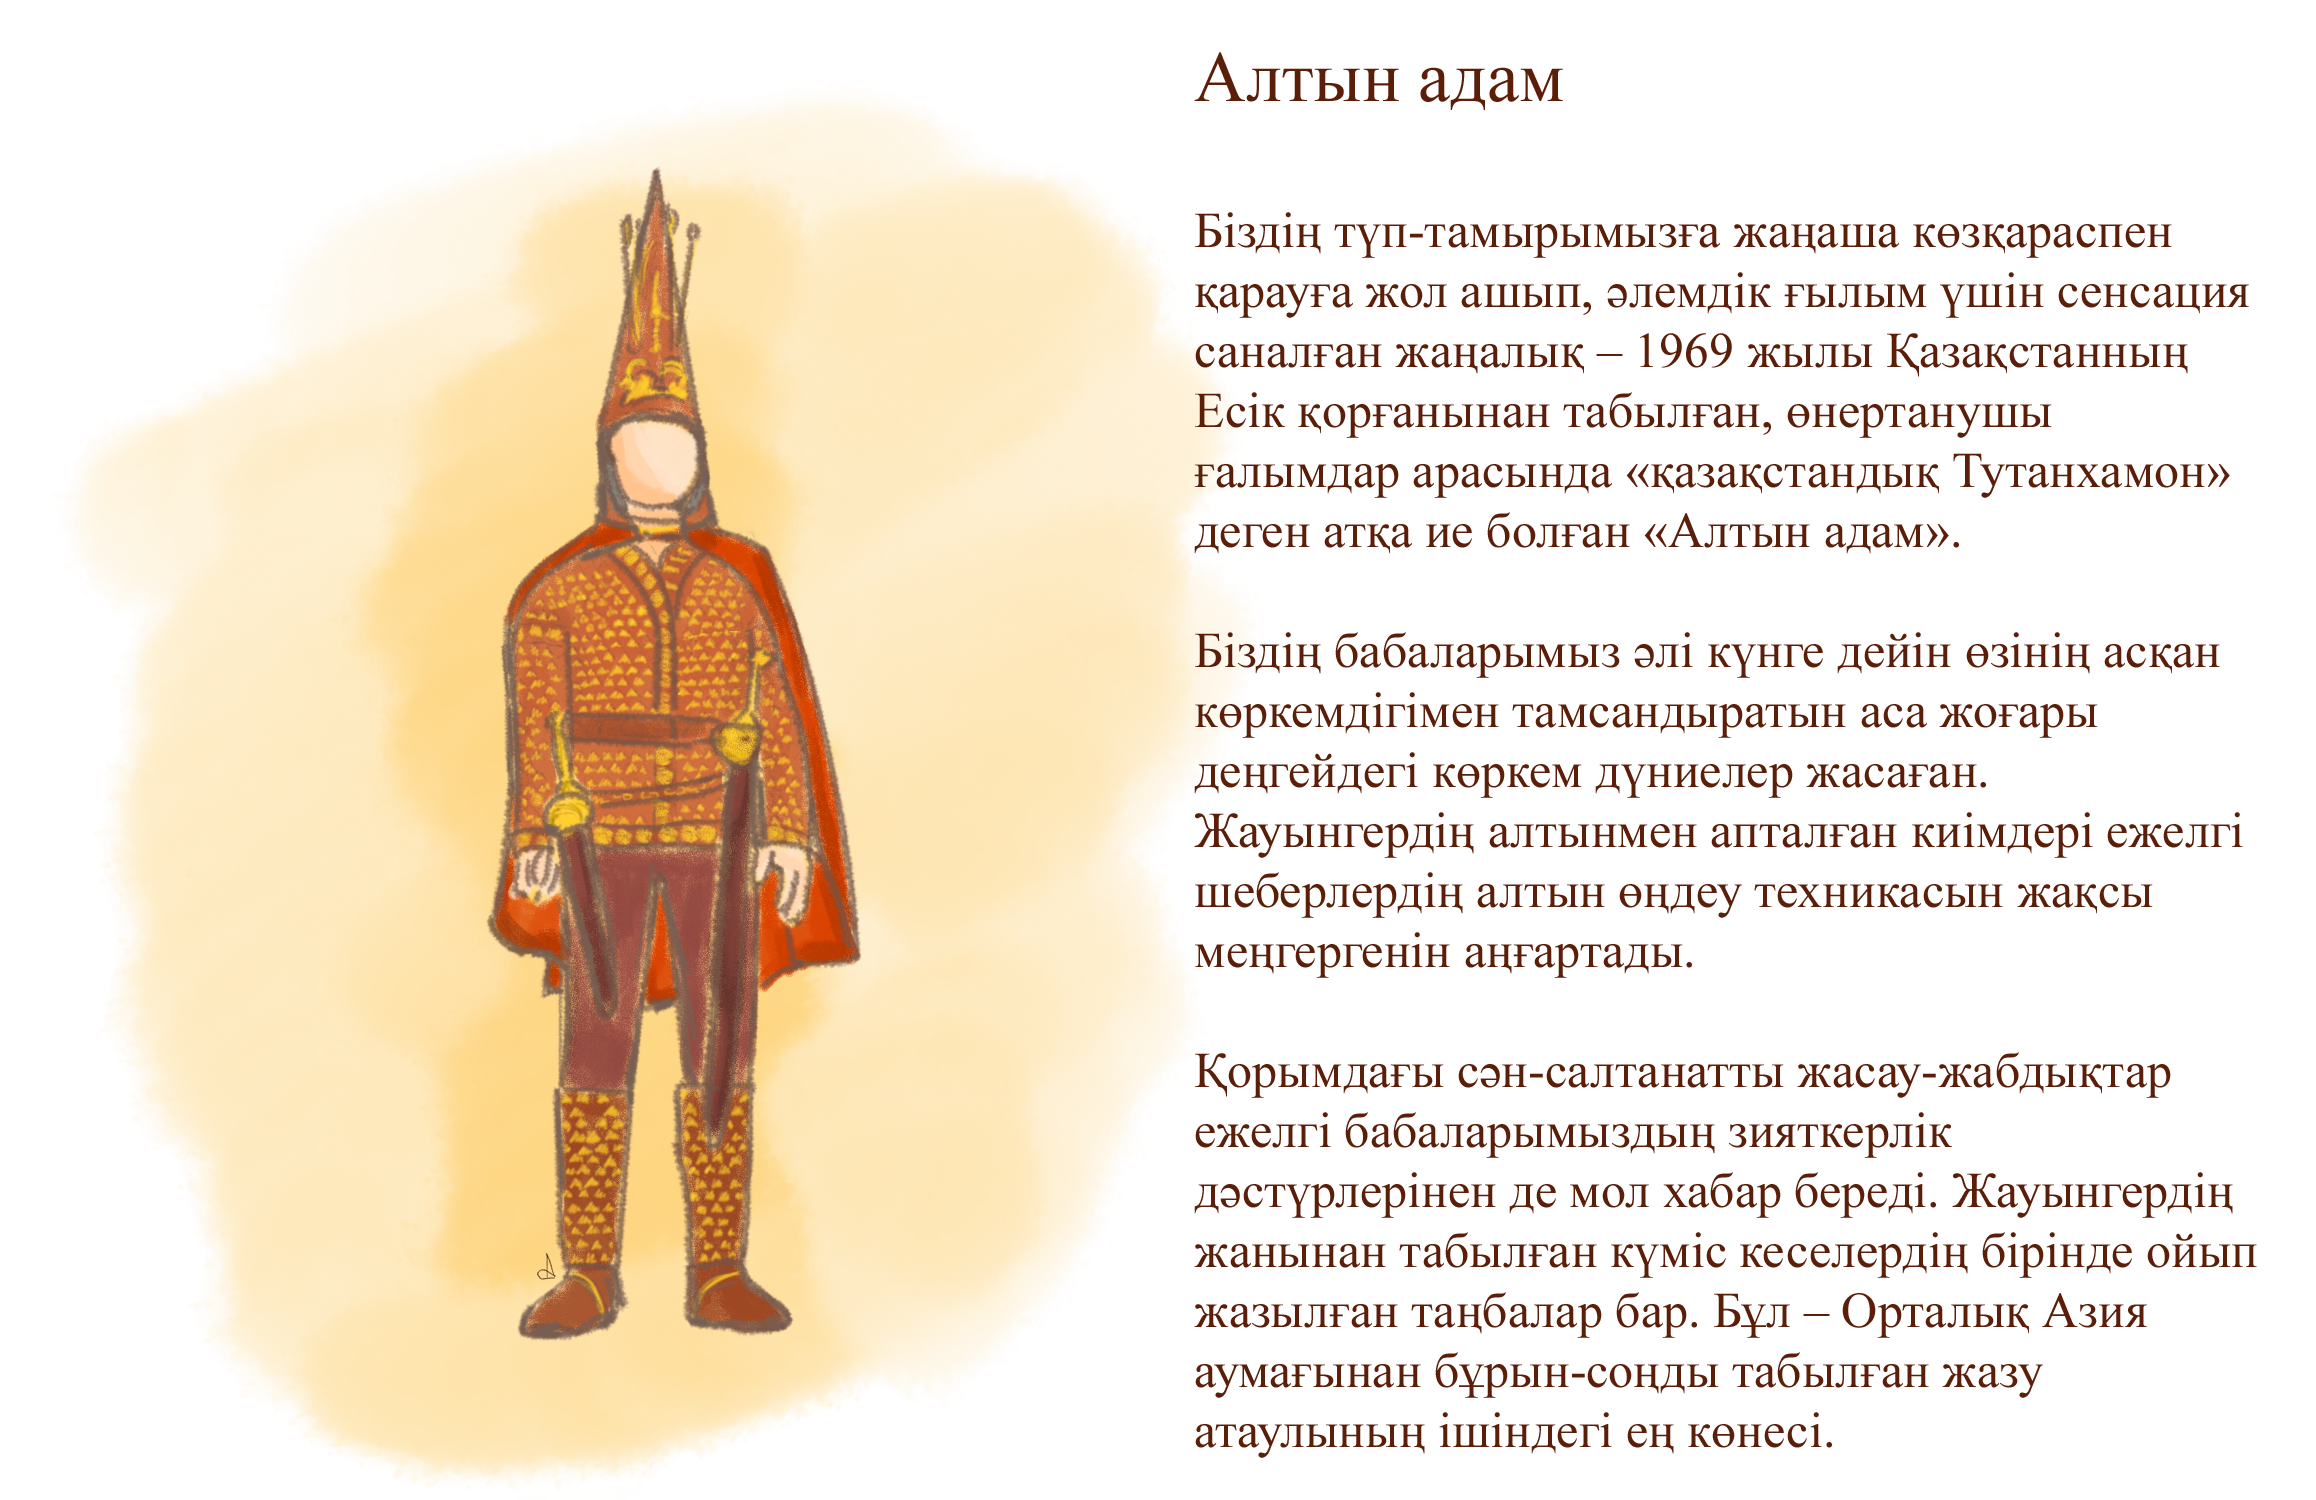 Алтын адам
Біздің түп-тамырымызға жаңаша көзқараспен
қарауға жол ашып, әлемдік ғылым үшін сенсация
саналған жаңалық – 1969 жылы Қазақстанның
Есік қорғанынан табылған, өнертанушы
ғалымдар арасында «қазақстандық Тутанхамон»
деген атқа ие болған «Алтын адам».
Біздің бабаларымыз әлі күнге дейін өзінің асқан
көркемдігімен тамсандыратын аса жоғары
деңгейдегі көркем дүниелер жасаған.
Жауынгердің алтынмен апталған киімдері ежелгі
шеберлердің алтын өңдеу техникасын жақсы
меңгергенін аңғартады.
Қорымдағы сән-салтанатты жасау-жабдықтар
ежелгі бабаларымыздың зияткерлік
дәстүрлерінен де мол хабар береді. Жауынгердің
жанынан табылған күміс кеселердің бірінде ойып
жазылған таңбалар бар. Бұл – Орталық Азия
аумағынан бұрын-соңды табылған жазу
атаулының ішіндегі ең көнесі.